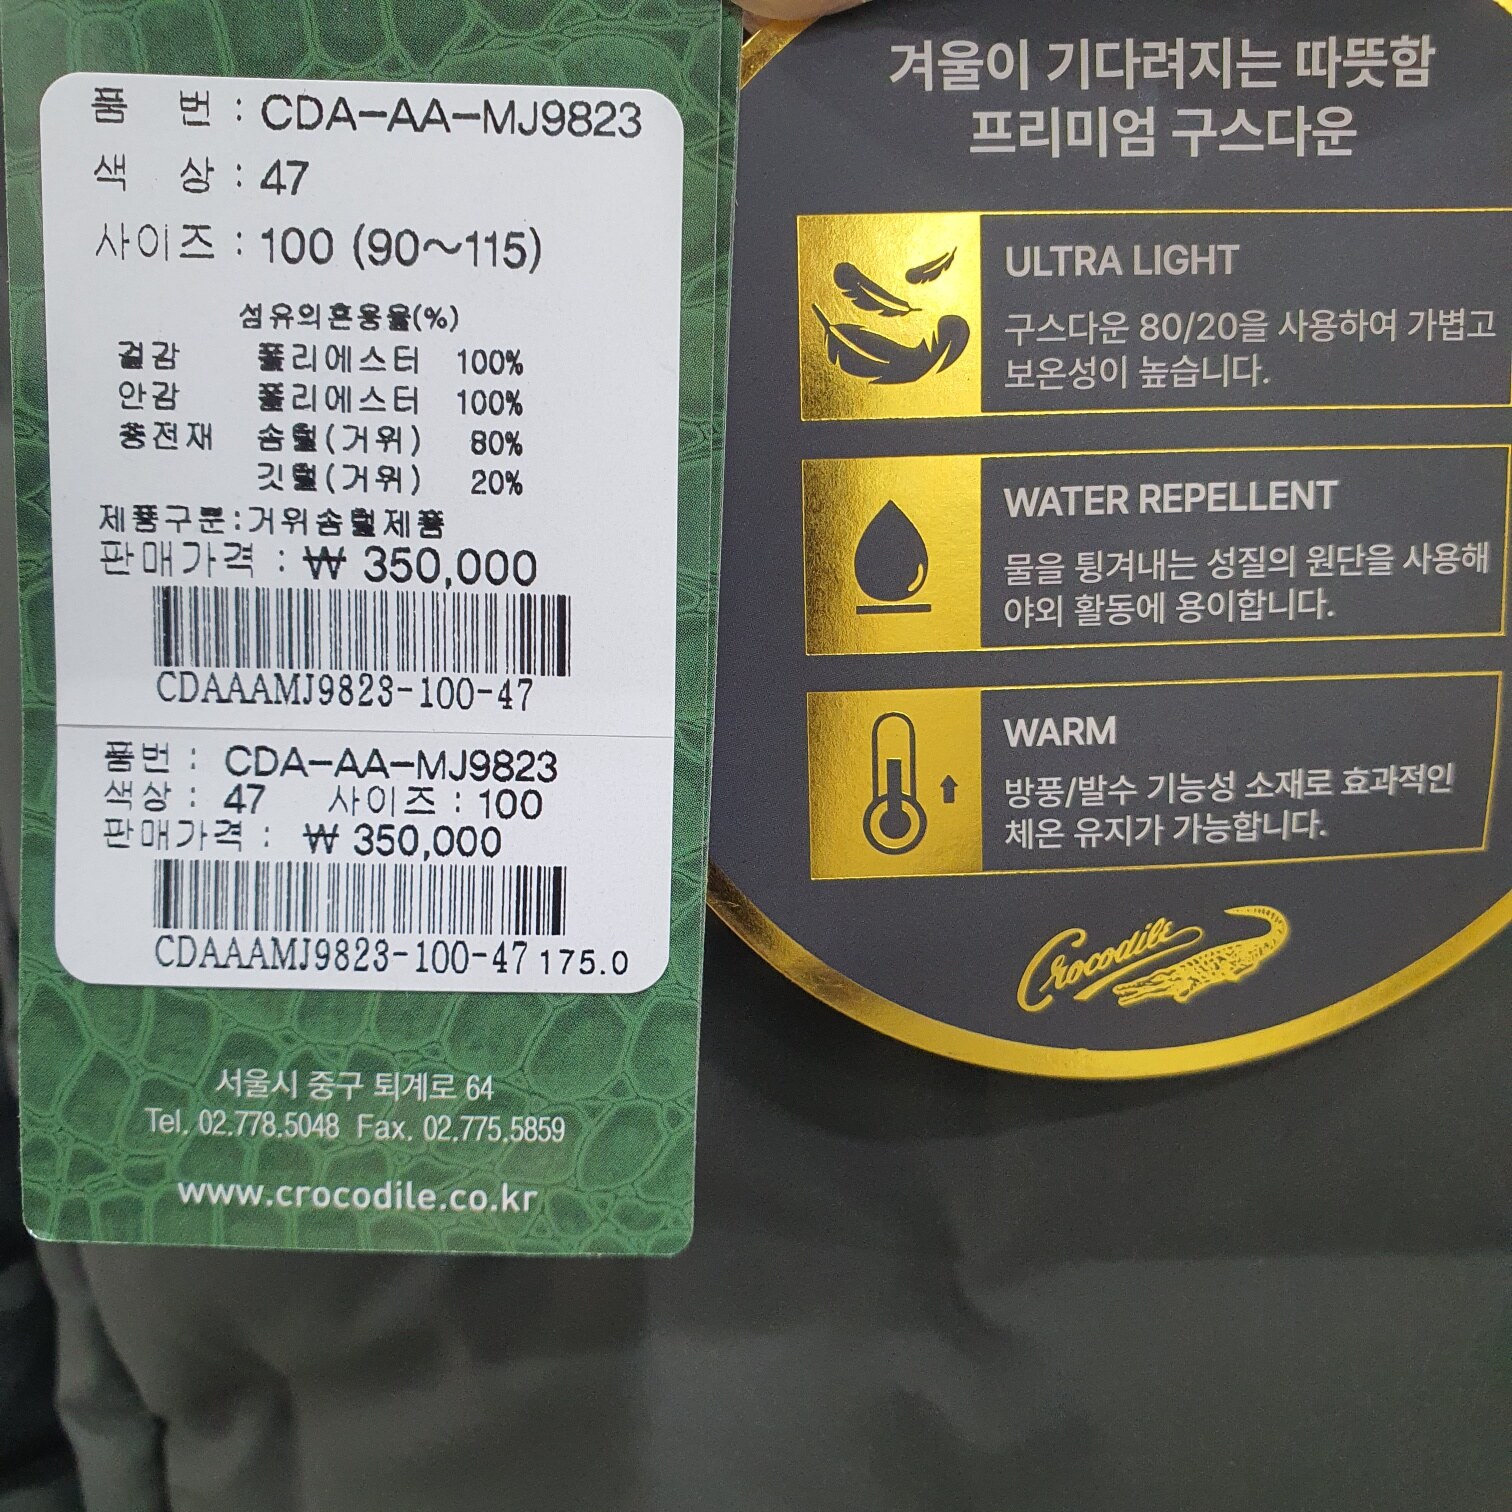 품 번 : CDA-AA-MJ9823
색 상 : 47
사이즈 : 100 (90~115)
섬유의혼용율(%)
겉감 폴리에스터 100%
안감 폴리에스터 100%
충전재 솜털(거위) 80%
깃털(거위) 20%
제품구분:거위솜털제품
판매가격 : ₩ 350,000
CDAAAMJ9823-100-47
품번 : CDA-AA-MJ9823
색상 : 47 사이즈 : 100
판매가격 : ₩ 350,000
CDAAAMJ9823-100-47 175.0
서울시 중구 퇴계로 64
Tel. 02.778.5048 Fax. 02.775.5859
www.crocodile.co.kr
겨울이 기다려지는 따뜻함
프리미엄 구스다운
ULTRA LIGHT
구스다운 80/20을 사용하여 가볍고
보온성이 높습니다.
WATER REPELLENT
물을 튕겨내는 성질의 원단을 사용해
야외 활동에 용이합니다.
WARM
방풍/발수 기능성 소재로 효과적인
체온 유지가 가능합니다.
Crocodile